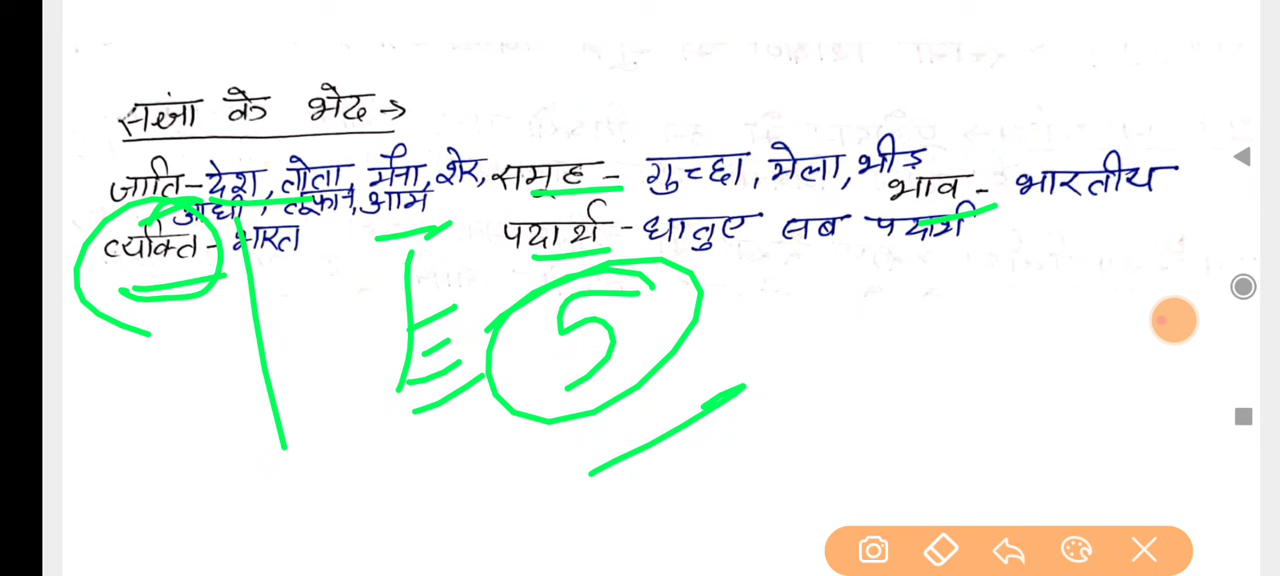 संज्ञा के भेद →
जाति - देश, तोता, मैना, शेर, समूह - गुच्छा, मेला, भीड़
आंधी, तूफान, आम
भाव - भारतीय
व्यक्ति - भारत
पदार्थ - धातुए सब पदार्थ
5